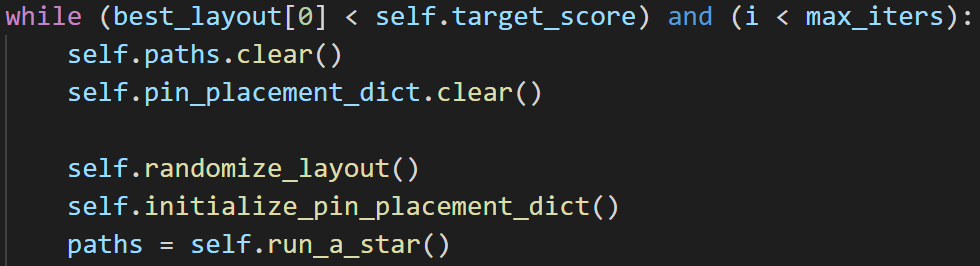 while (best_layout[0] < self.target_score) and (i < max_iters):
    self.paths.clear()
    self.pin_placement_dict.clear()

    self.randomize_layout()
    self.initialize_pin_placement_dict()
    paths = self.run_a_star()